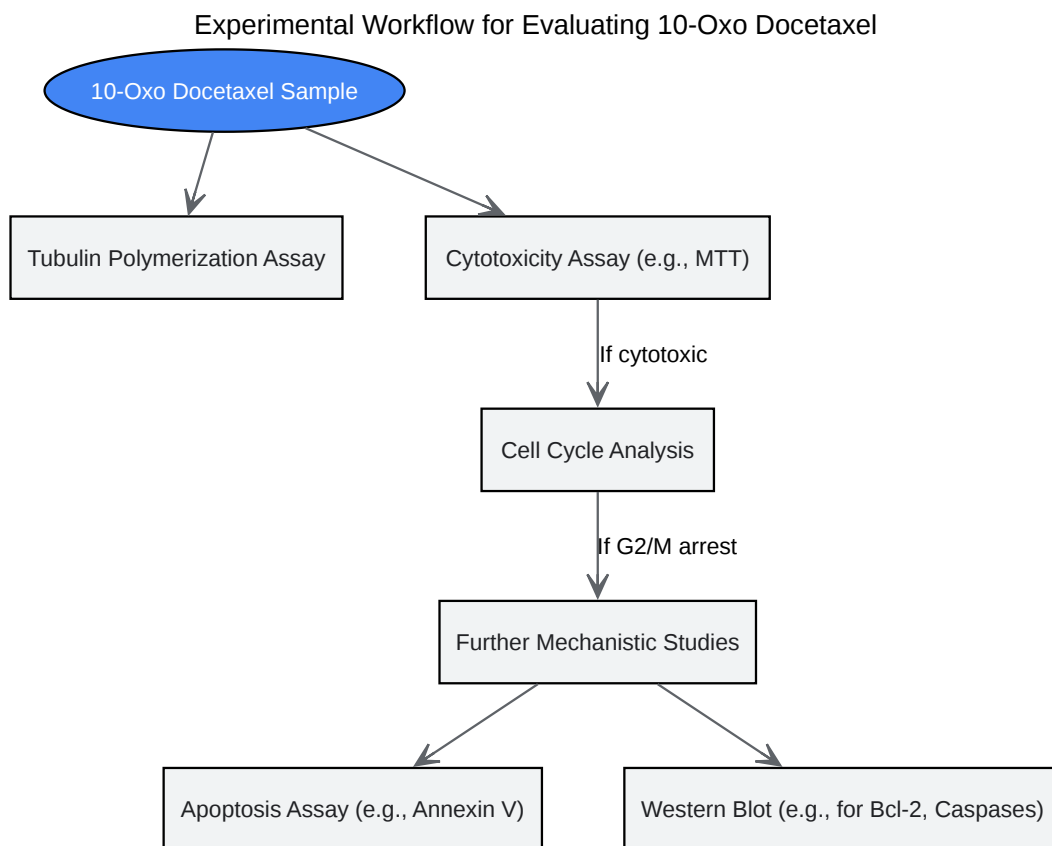 Experimental Workflow for Evaluating 10-Oxo Docetaxel
10-Oxo Docetaxel Sample
Tubulin Polymerization Assay
Cytotoxicity Assay (e.g., MTT)
If cytotoxic
Cell Cycle Analysis
If G2/M arrest
Further Mechanistic Studies
Apoptosis Assay (e.g., Annexin V)
Western Blot (e.g., for Bcl-2, Caspases)